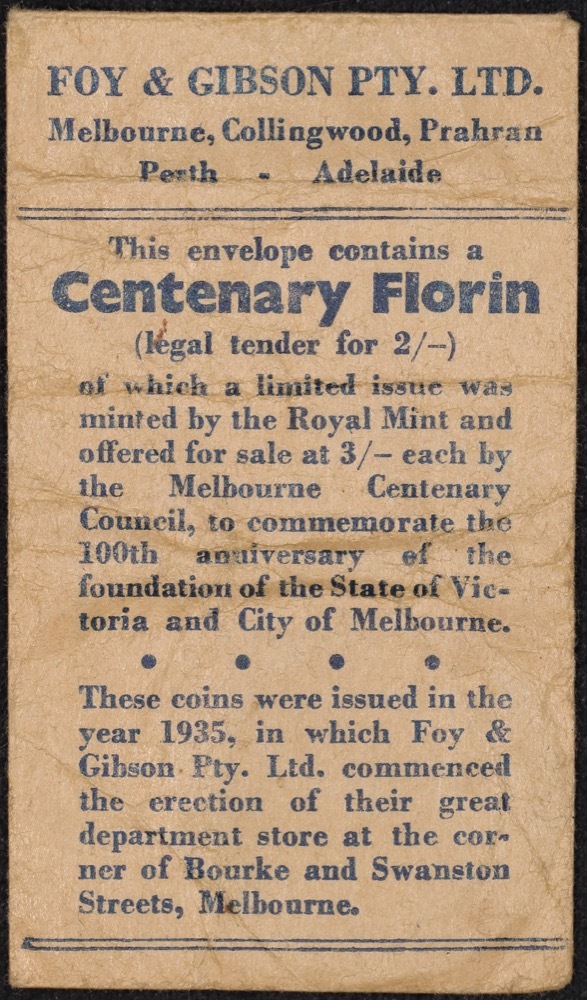 FOY & GIBSON PTY. LTD.
Melbourne, Collingwood, Prahran
Perth - Adelaide
This envelope contains a
Centenary Florin
(legal tender for 2/–)
of which a limited issue was
minted by the Royal Mint and
offered for sale at 3/– each by
the Melbourne Centenary
Council, to commemorate the
100th anniversary of the
foundation of the State of Vic-
toria and City of Melbourne.
• • • •
These coins were issued in the
year 1935, in which Foy &
Gibson Pty. Ltd. commenced
the erection of their great
department store at the cor-
ner of Bourke and Swanston
Streets, Melbourne.